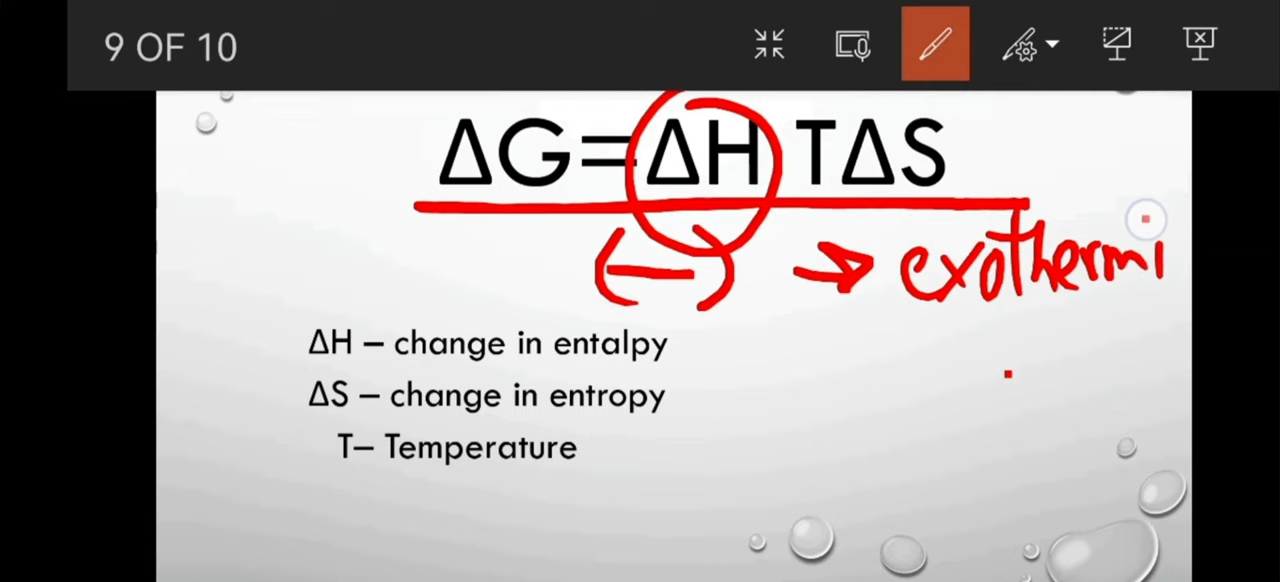 9 OF 10
ΔG=ΔH TΔS
(−) → exothermi
ΔH – change in entalpy
ΔS – change in entropy
T– Temperature